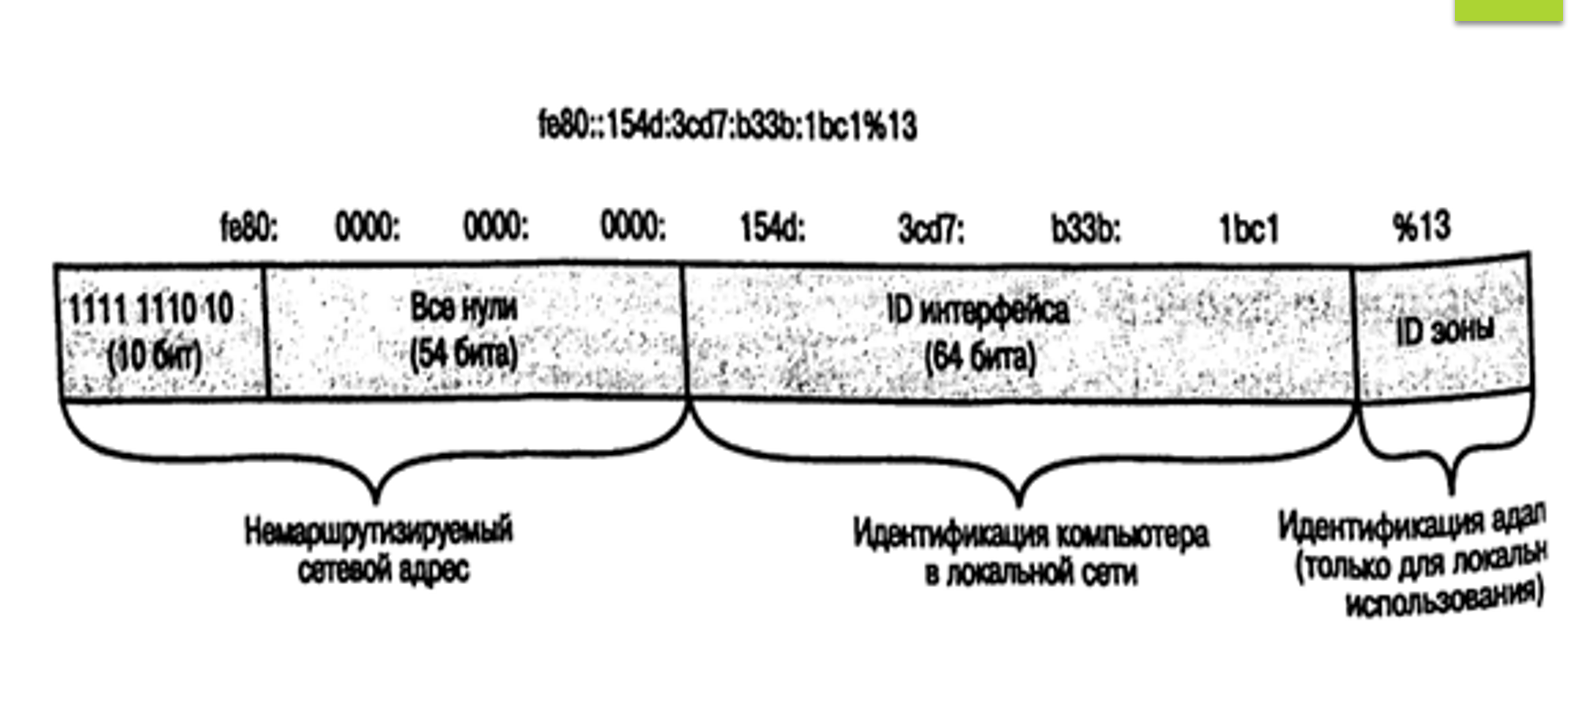 fe80::154d:3cd7:b33b:1bc1%13
fe80: 0000: 0000: 0000: 154d: 3cd7: b33b: 1bc1 %13
1111 1110 10
(10 бит)
Все нули
(54 бита)
ID интерфейса
(64 бита)
ID зоны
Немаршрутизируемый
сетевой адрес
Идентификация компьютера
в локальной сети
Идентификация адап
(только для локальн
использования)